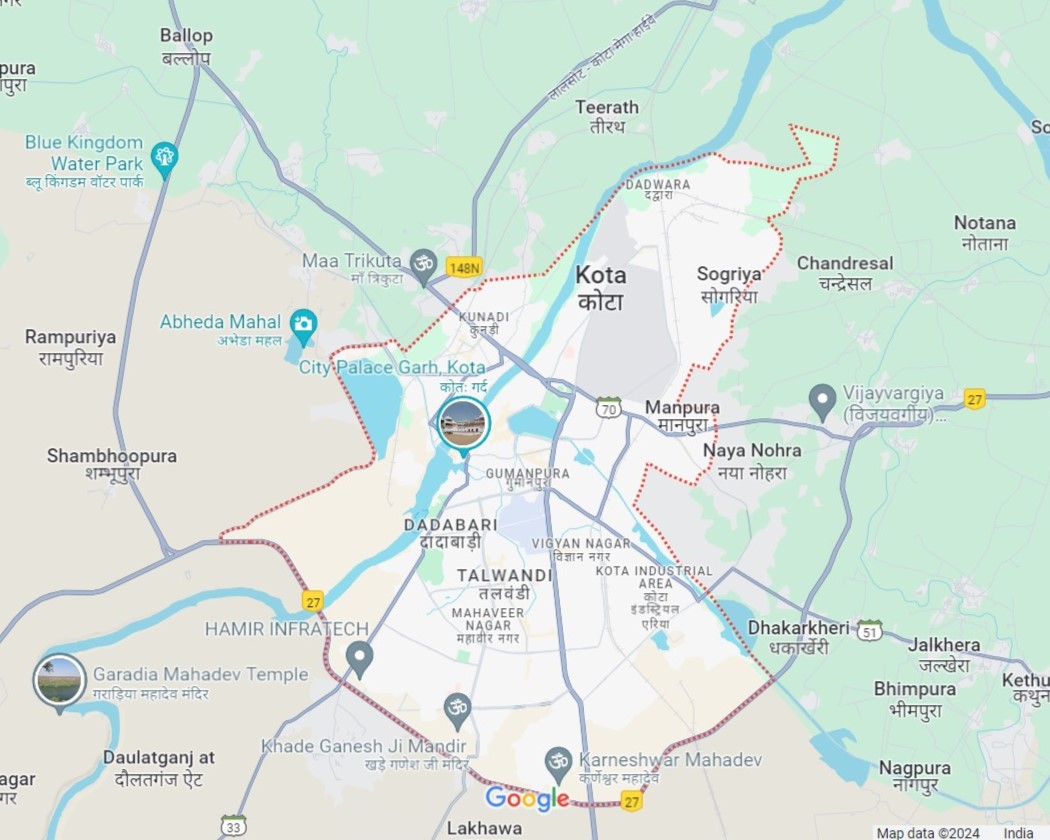 Ballop
बल्लोप
pura
पुरा
लालसोट - कोटा मेगा हाईवे
Teerath
तीरथ
Blue Kingdom
Water Park
ब्लू किंगडम वॉटर पार्क
DADWARA
दद्वारा
Notana
नोताना
Maa Trikuta
माँ त्रिकुटा
148N
Kota
कोटा
Sogriya
सोगरिया
Chandresal
चन्द्रेसल
Abheda Mahal
अभेडा महल
KUNADI
कुनड़ी
Rampuriya
रामपुरिया
City Palace Garh, Kota
कोतः गर्द
70
Manpura
मानपुरा
Vijayvargiya
(विजयवर्गीय)...
27
Shambhoopura
शम्भूपुरा
Naya Nohra
नया नोहरा
GUMANPURA
गुमानपुरा
DADABARI
दादाबाड़ी
VIGYAN NAGAR
विज्ञान नगर
TALWANDI
तलवंडी
KOTA INDUSTRIAL
AREA
कोटा
इंडस्ट्रियल
एरिया
27
MAHAVEER
NAGAR
महावीर नगर
HAMIR INFRATECH
Dhakarkheri
धकार्खेरी
51
Jalkhera
जल्खेरा
Garadia Mahadev Temple
गराड़िया महादेव मंदिर
Bhimpura
भीमपुरा
Kethu
कथुन
Khade Ganesh Ji Mandir
खड़े गणेश जी मंदिर
Karneshwar Mahadev
कर्णेश्वर महादेव
Daulatganj at
दौलतगंज ऐट
agar
गर
Nagpura
नागपुर
Google
27
33
Lakhawa
Map data ©2024 India